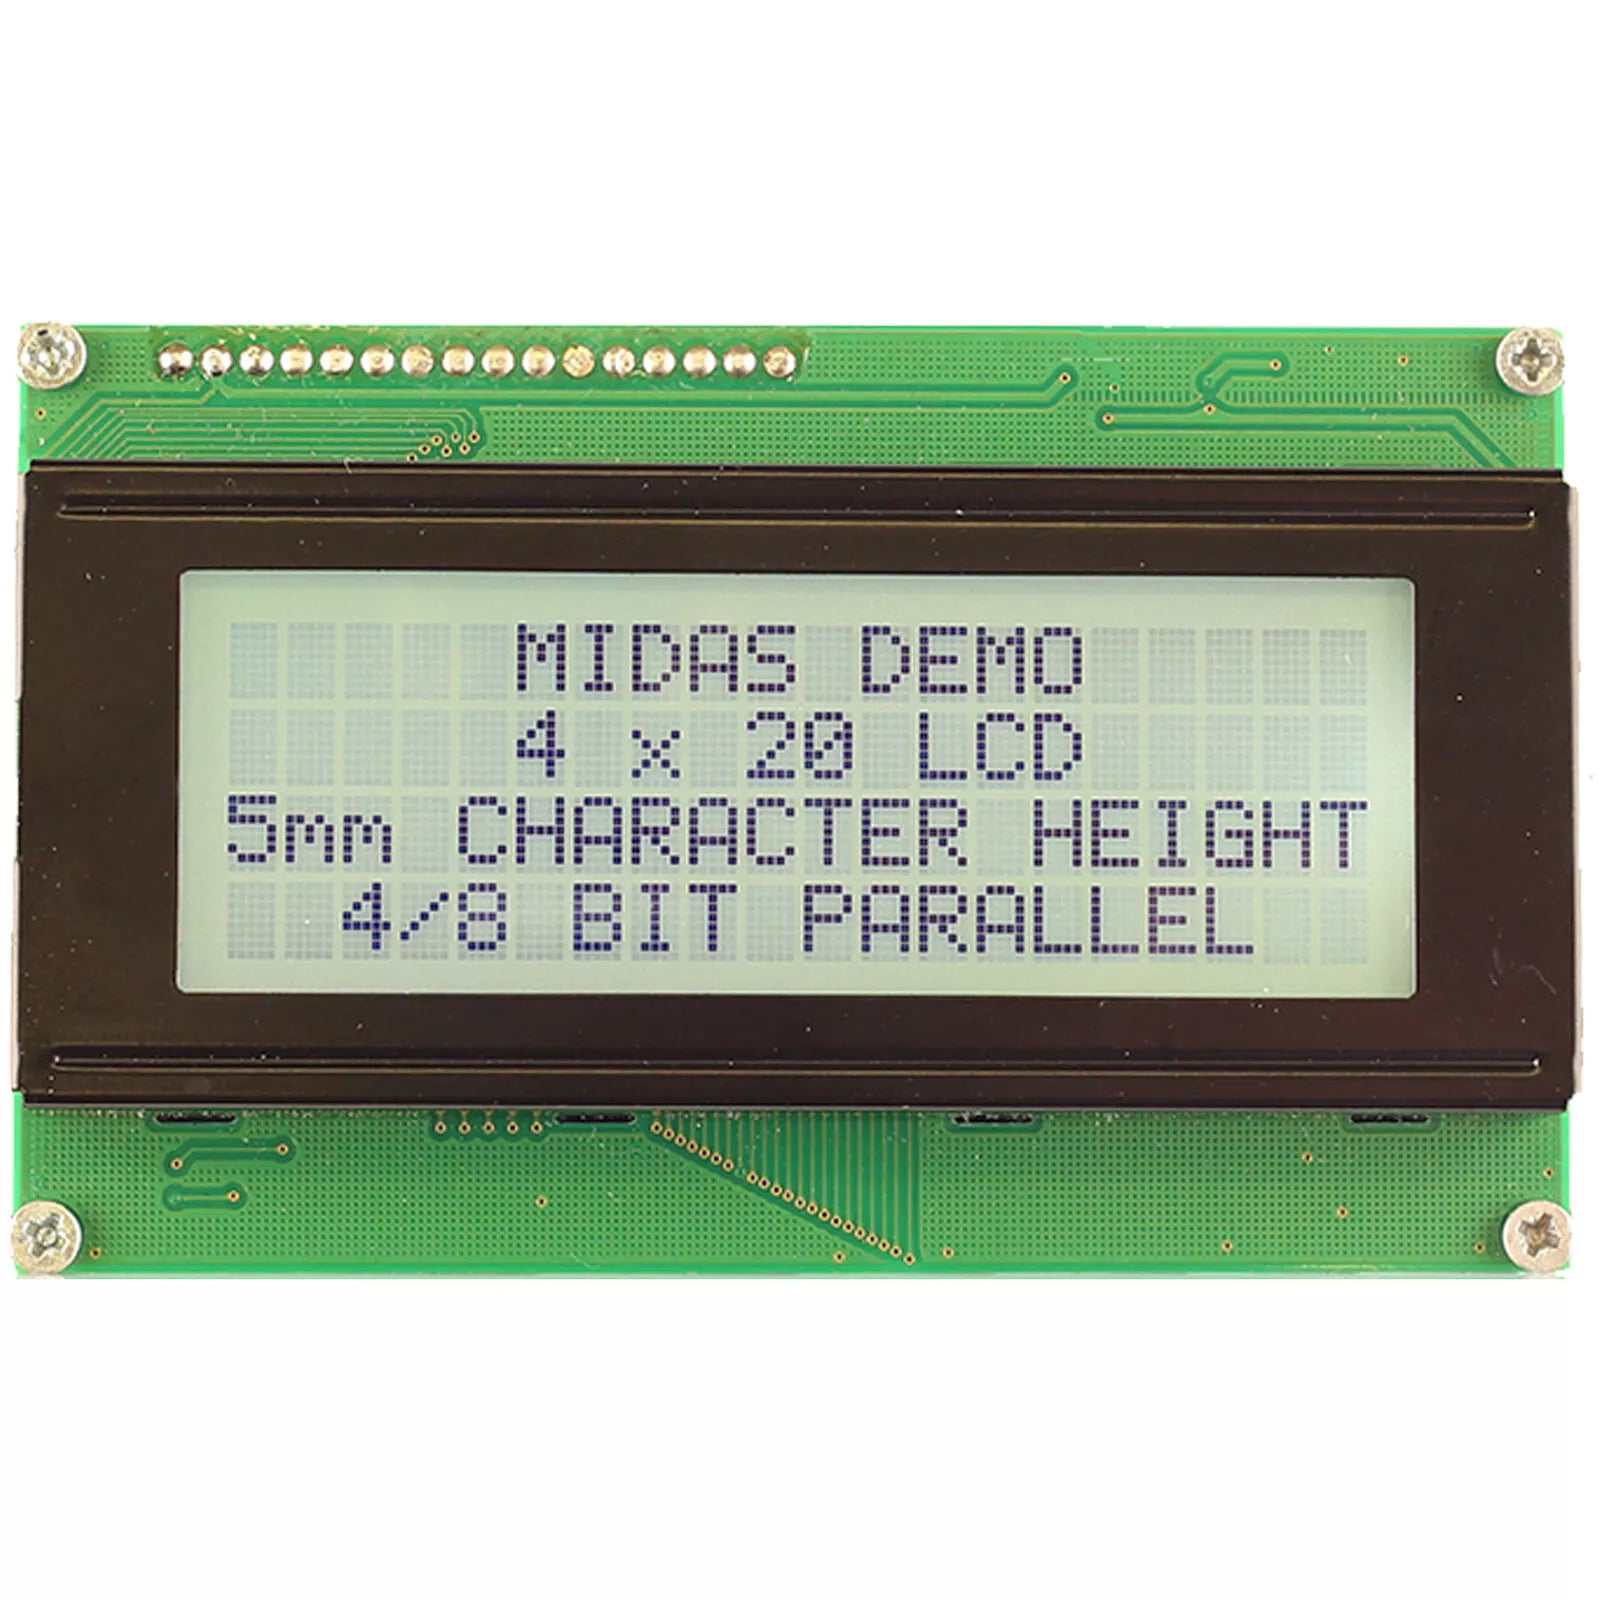 MIDAS DEMO
4 x 20 LCD
5mm CHARACTER HEIGHT
4/8 BIT PARALLEL